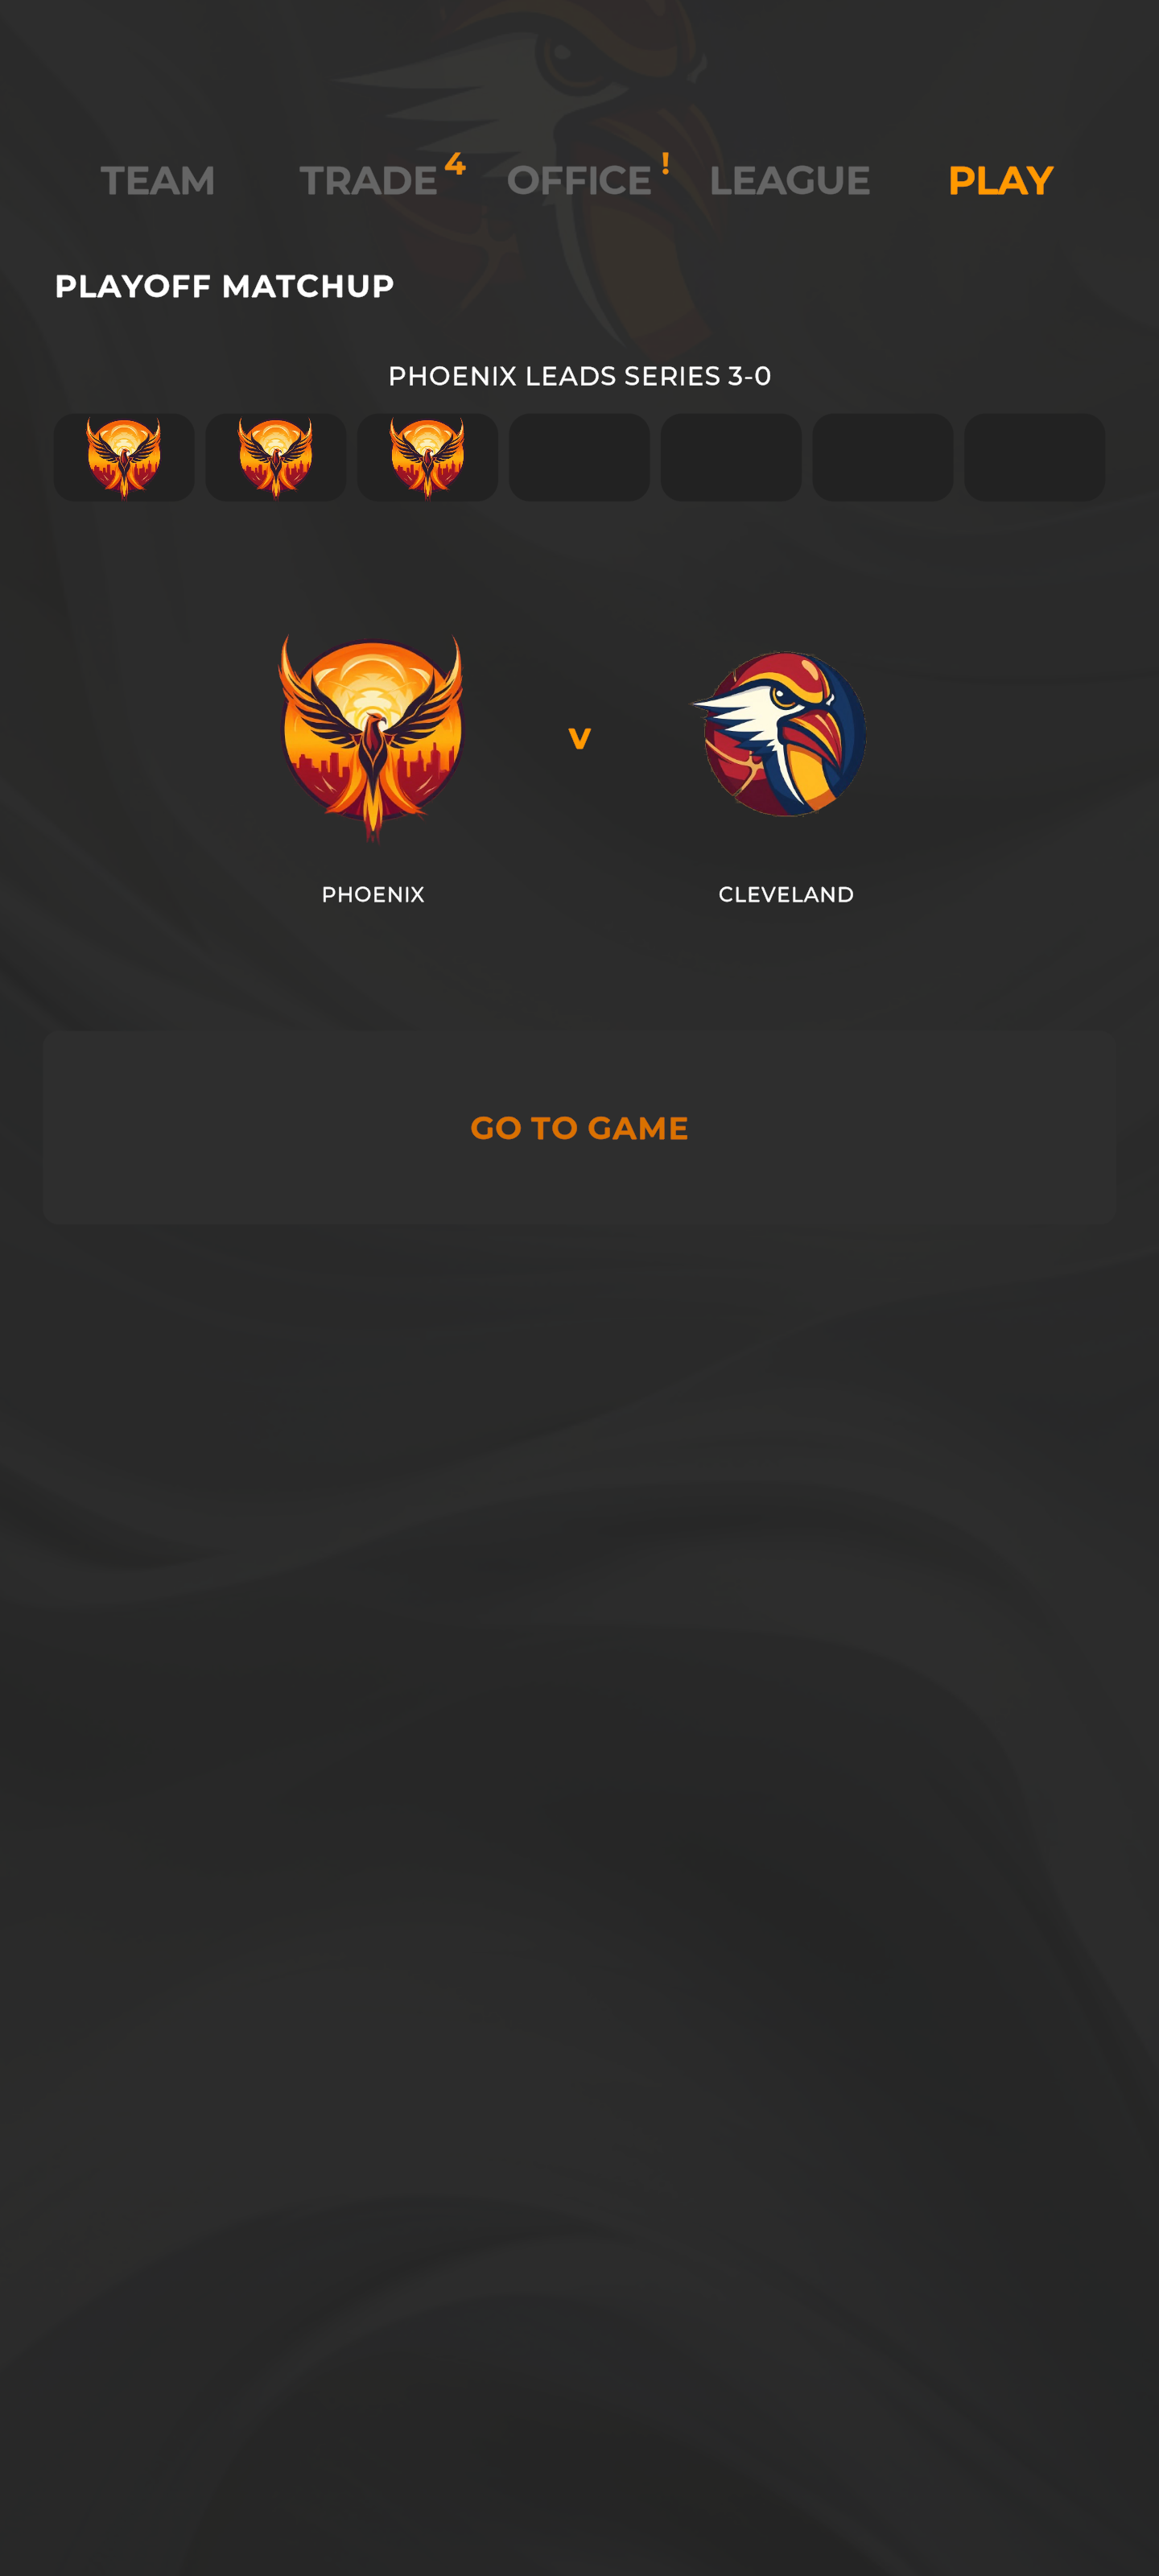 TEAM TRADE 4 OFFICE ! LEAGUE PLAY
PLAYOFF MATCHUP
PHOENIX LEADS SERIES 3-0
V
PHOENIX CLEVELAND
GO TO GAME